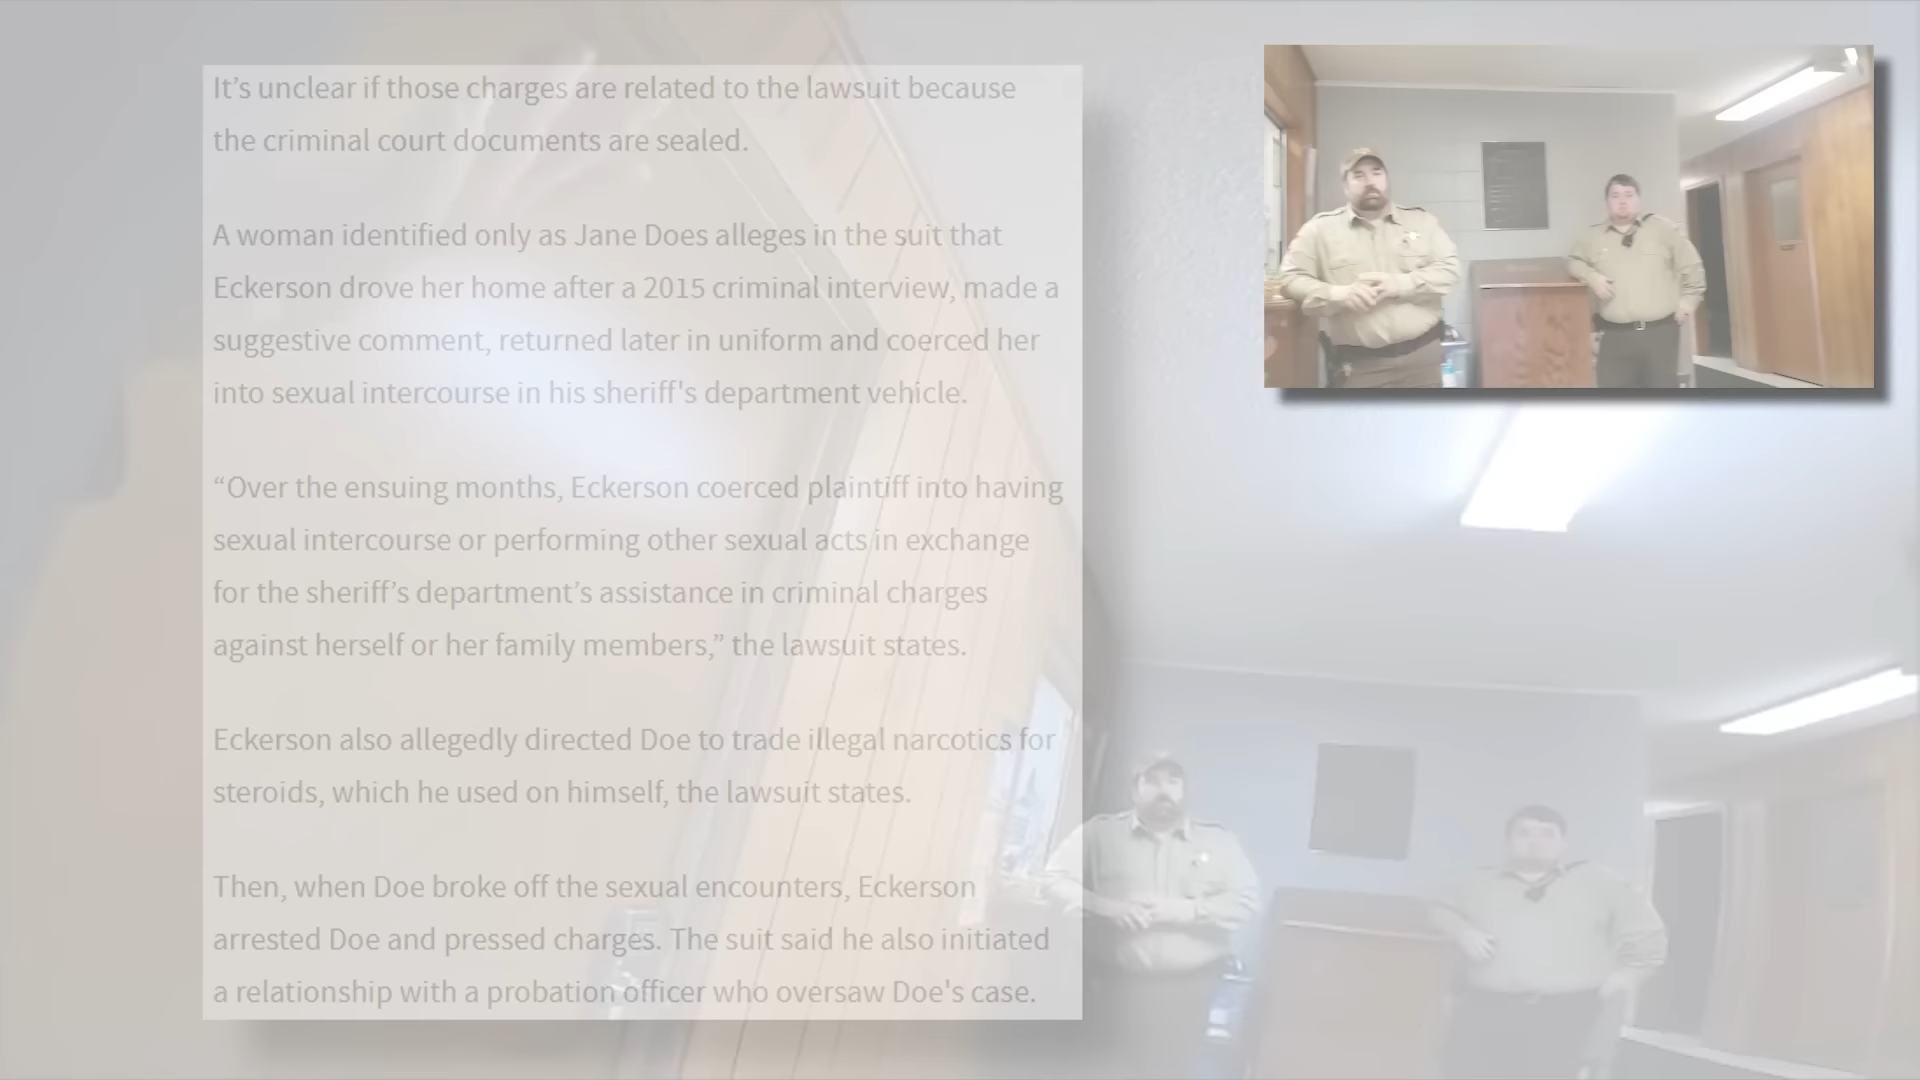 It’s unclear if those charges are related to the lawsuit because
the criminal court documents are sealed.
A woman identified only as Jane Does alleges in the suit that
Eckerson drove her home after a 2015 criminal interview, made a
suggestive comment, returned later in uniform and coerced her
into sexual intercourse in his sheriff's department vehicle.
“Over the ensuing months, Eckerson coerced plaintiff into having
sexual intercourse or performing other sexual acts in exchange
for the sheriff’s department’s assistance in criminal charges
against herself or her family members,” the lawsuit states.
Eckerson also allegedly directed Doe to trade illegal narcotics for
steroids, which he used on himself, the lawsuit states.
Then, when Doe broke off the sexual encounters, Eckerson
arrested Doe and pressed charges. The suit said he also initiated
a relationship with a probation officer who oversaw Doe's case.